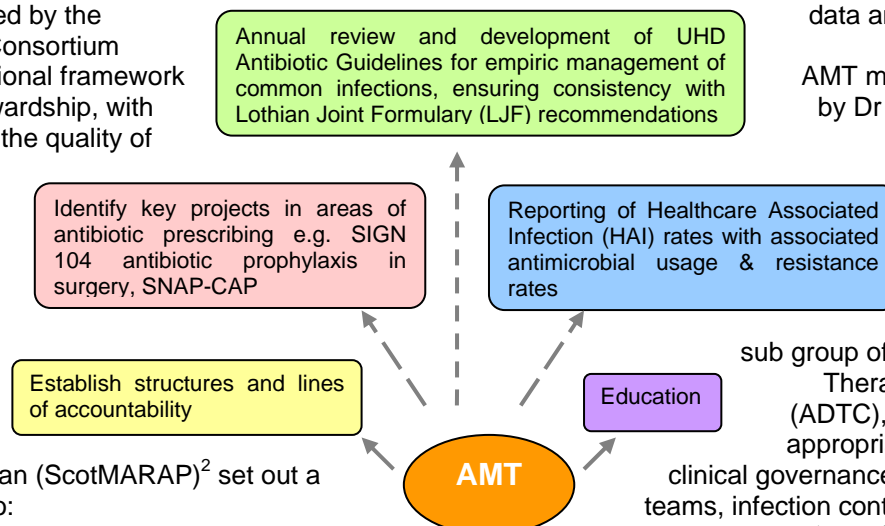 ed by the
Consortium
ional framework
wardship, with
the quality of
Annual review and development of UHD
Antibiotic Guidelines for empiric management of
common infections, ensuring consistency with
Lothian Joint Formulary (LJF) recommendations
data an
AMT m
by Dr
Identify key projects in areas of
antibiotic prescribing e.g. SIGN
104 antibiotic prophylaxis in
surgery, SNAP-CAP
Reporting of Healthcare Associated
Infection (HAI) rates with associated
antimicrobial usage & resistance
rates
Establish structures and lines
of accountability
Education
sub group of
Thera
(ADTC),
appropri
clinical governance
teams, infection cont
AMT
an (ScotMARAP)2 set out a